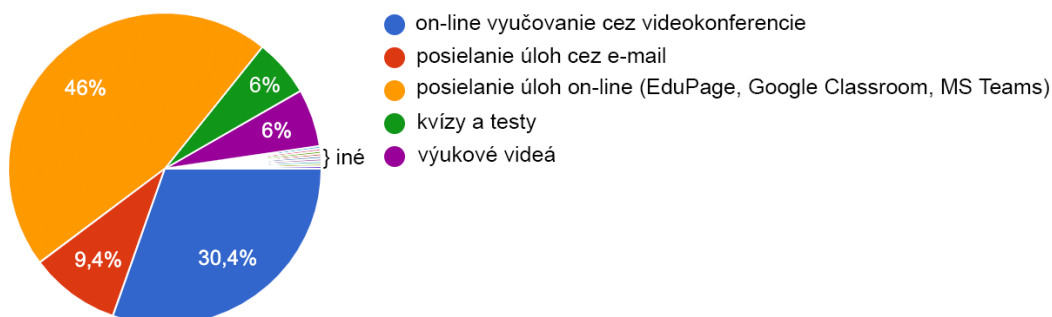 46%
6%
6%
} iné
9,4%
30,4%
on-line vyučovanie cez videokonferencie
posielanie úloh cez e-mail
posielanie úloh on-line (EduPage, Google Classroom, MS Teams)
kvízy a testy
výukové videá